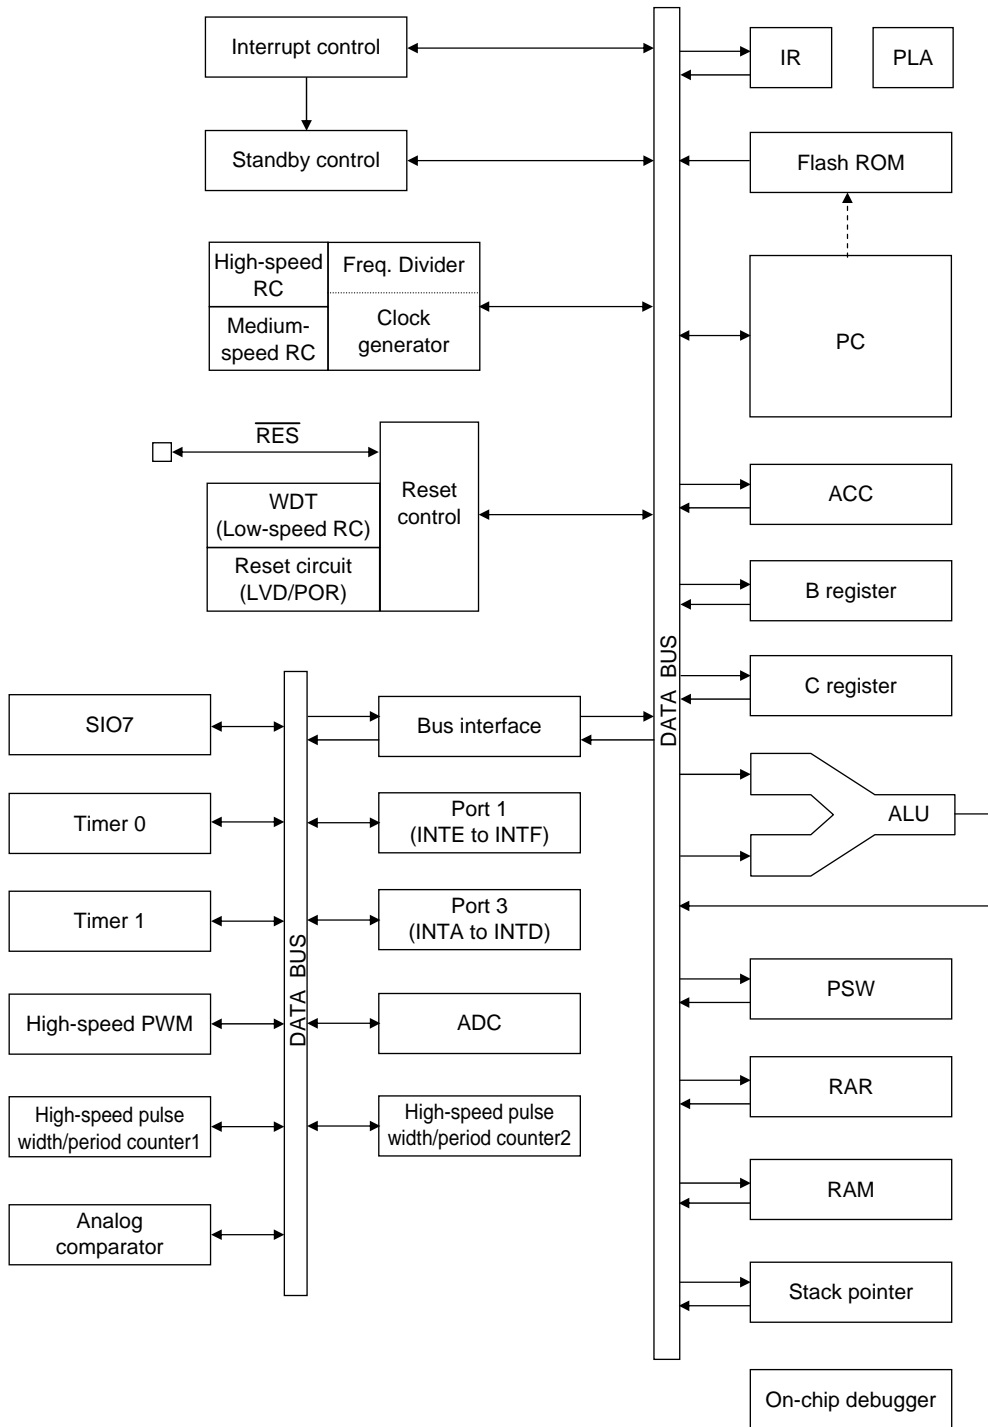 Interrupt control
IR
PLA
Standby control
Flash ROM
High-speed
RC
Freq. Divider
Medium-
speed RC
Clock
generator
PC
RES
Reset
control
WDT
(Low-speed RC)
Reset circuit
(LVD/POR)
ACC
B register
C register
DATA BUS
SIO7
Bus interface
ALU
Timer 0
Port 1
(INTE to INTF)
Timer 1
Port 3
(INTA to INTD)
DATA BUS
PSW
High-speed PWM
ADC
RAR
High-speed pulse
width/period counter1
High-speed pulse
width/period counter2
RAM
Analog
comparator
Stack pointer
On-chip debugger